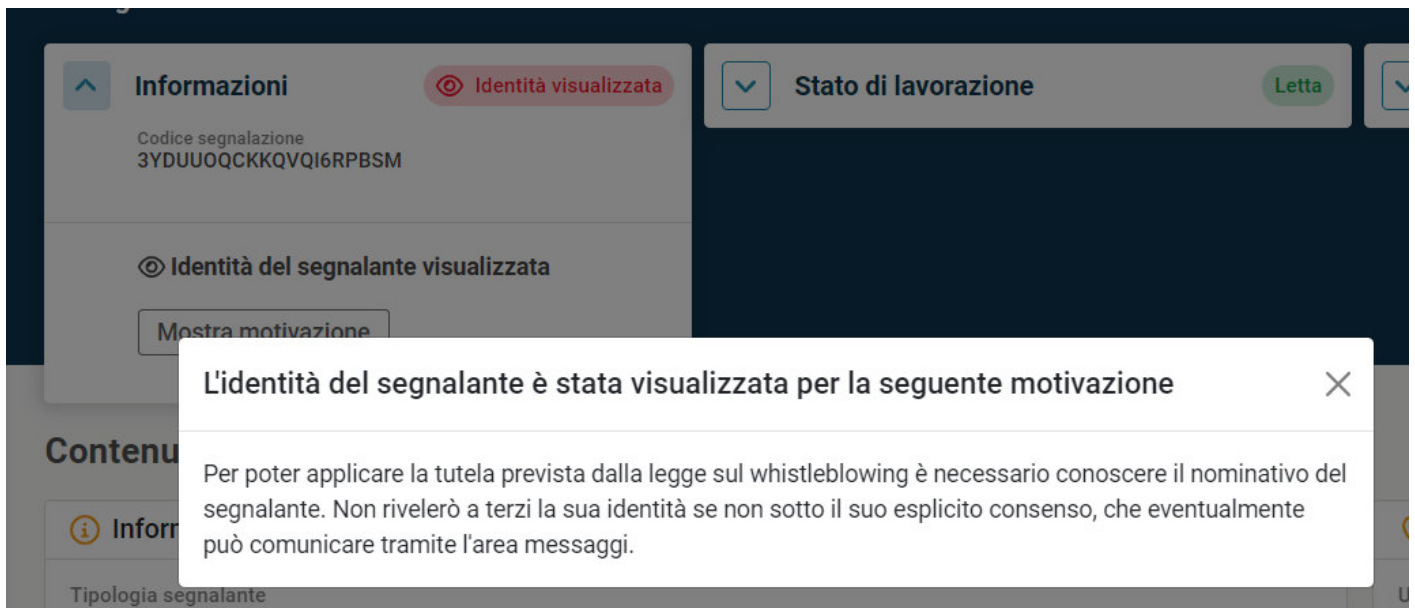 Informazioni
Identità visualizzata
Codice segnalazione
3YDUUOQCKKQVQI6RPBSM
Identità del segnalante visualizzata
Mostra motivazione
Stato di lavorazione
Letta
L'identità del segnalante è stata visualizzata per la seguente motivazione
Per poter applicare la tutela prevista dalla legge sul whistleblowing è necessario conoscere il nominativo del
segnalante. Non rivelerò a terzi la sua identità se non sotto il suo esplicito consenso, che eventualmente
può comunicare tramite l'area messaggi.
Contenu
Inform
Tipologia segnalante